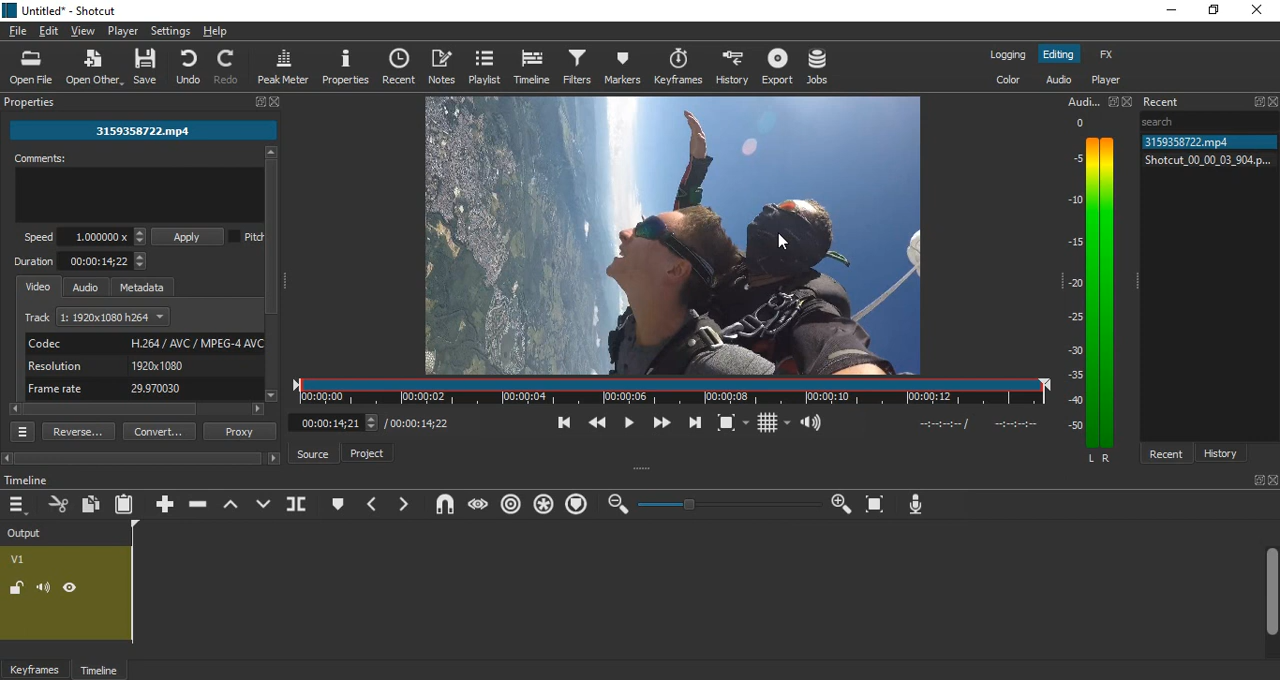 Untitled* - Shotcut
File Edit View Player Settings Help
Open File Open Other... Save Undo Redo Peak Meter Properties Recent Notes Playlist Timeline Filters Markers Keyframes History Export Jobs
Logging Editing FX
Color Audio Player
Properties
3159358722.mp4
Comments:
Speed 1.000000 x Apply Pitch
Duration 00:00:14;22
Video Audio Metadata
Track 1: 1920x1080 h264
Codec H.264 / AVC / MPEG-4 AVC
Resolution 1920x1080
Frame rate 29.970030
Reverse... Convert... Proxy
00:00:00 00:00:02 00:00:04 00:00:06 00:00:08 00:00:10 00:00:12
00:00:14;21 / 00:00:14;22
--:--:--:-- / --:--:--:--
Source Project
Audi...
0
-5
-10
-15
-20
-25
-30
-35
-40
-50
L R
Recent
search
3159358722.mp4
Shotcut_00_00_03_904.p...
Recent History
Timeline
Output
V1
Keyframes Timeline